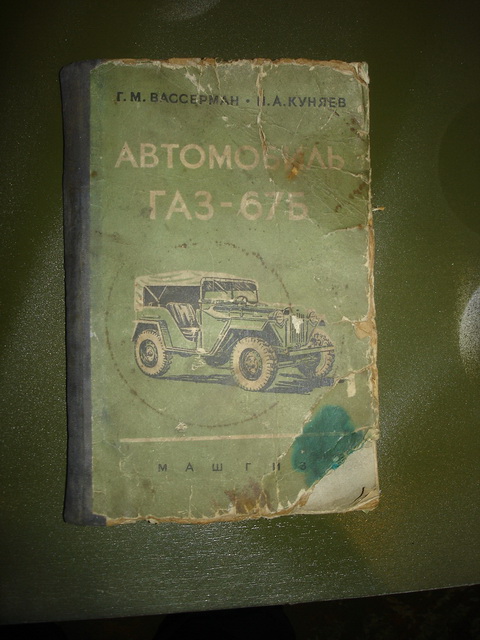 Г. М. ВАССЕРМАН • Н. А. КУНЯЕВ
АВТОМОБИЛЬ
ГАЗ-67Б
МАШГИЗ